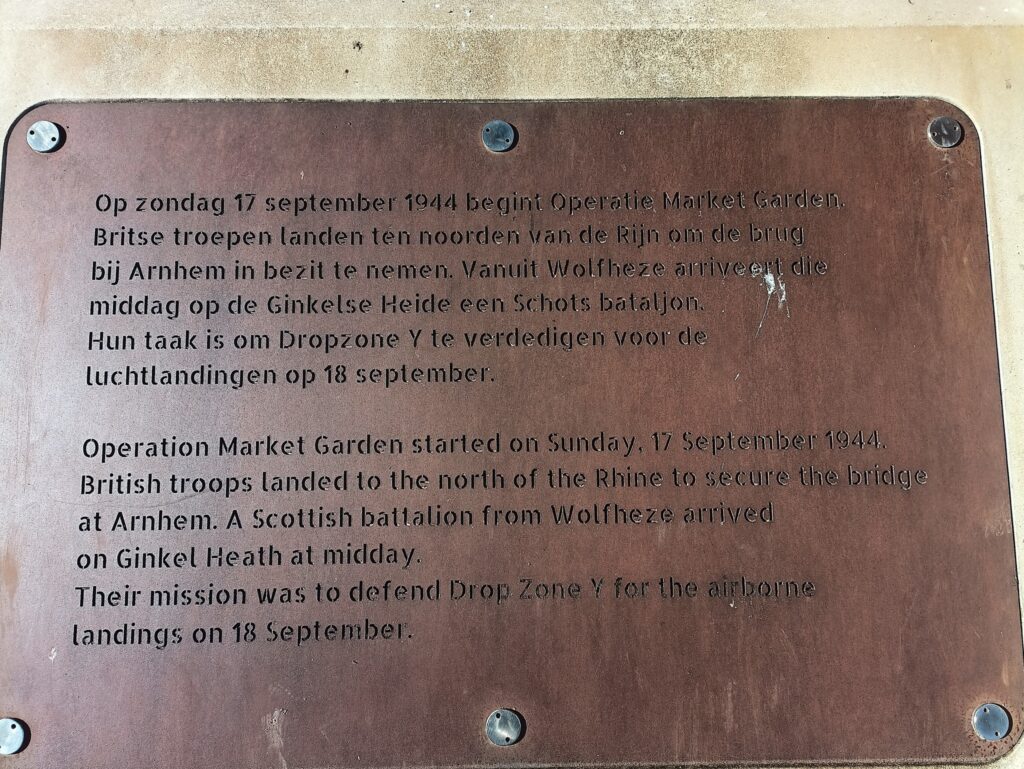 Op zondag 17 september 1944 begint Operatie Market Garden.
Britse troepen landen ten noorden van de Rijn om de brug
bij Arnhem in bezit te nemen. Vanuit Wolfheze arriveert die
middag op de Ginkelse Heide een Schots bataljon.
Hun taak is om Dropzone Y te verdedigen voor de
luchtlandingen op 18 september.
Operation Market Garden started on Sunday, 17 September 1944.
British troops landed to the north of the Rhine to secure the bridge
at Arnhem. A Scottish battalion from Wolfheze arrived
on Ginkel Heath at midday.
Their mission was to defend Drop Zone Y for the airborne
landings on 18 September.